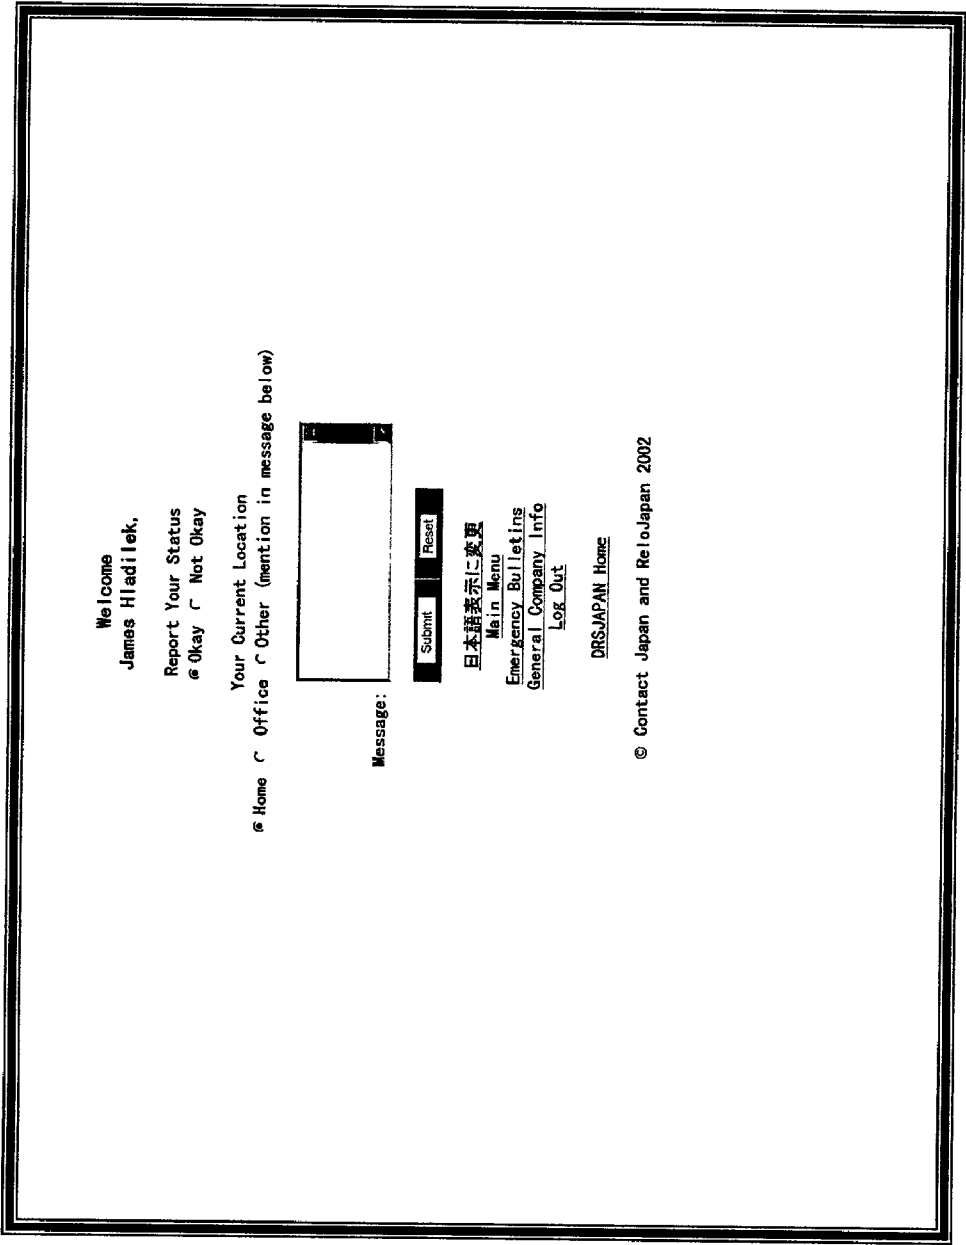 Welcome
James Hladilek,
Report Your Status
Okay Not Okay
Your Current Location
Home Office Other (mention in message below)
Message:
Submit Reset
日本語表示に変更
Main Menu
Emergency Bulletins
General Company Info
Log Out
DRSJAPAN Home
© Contact Japan and ReloJapan 2002